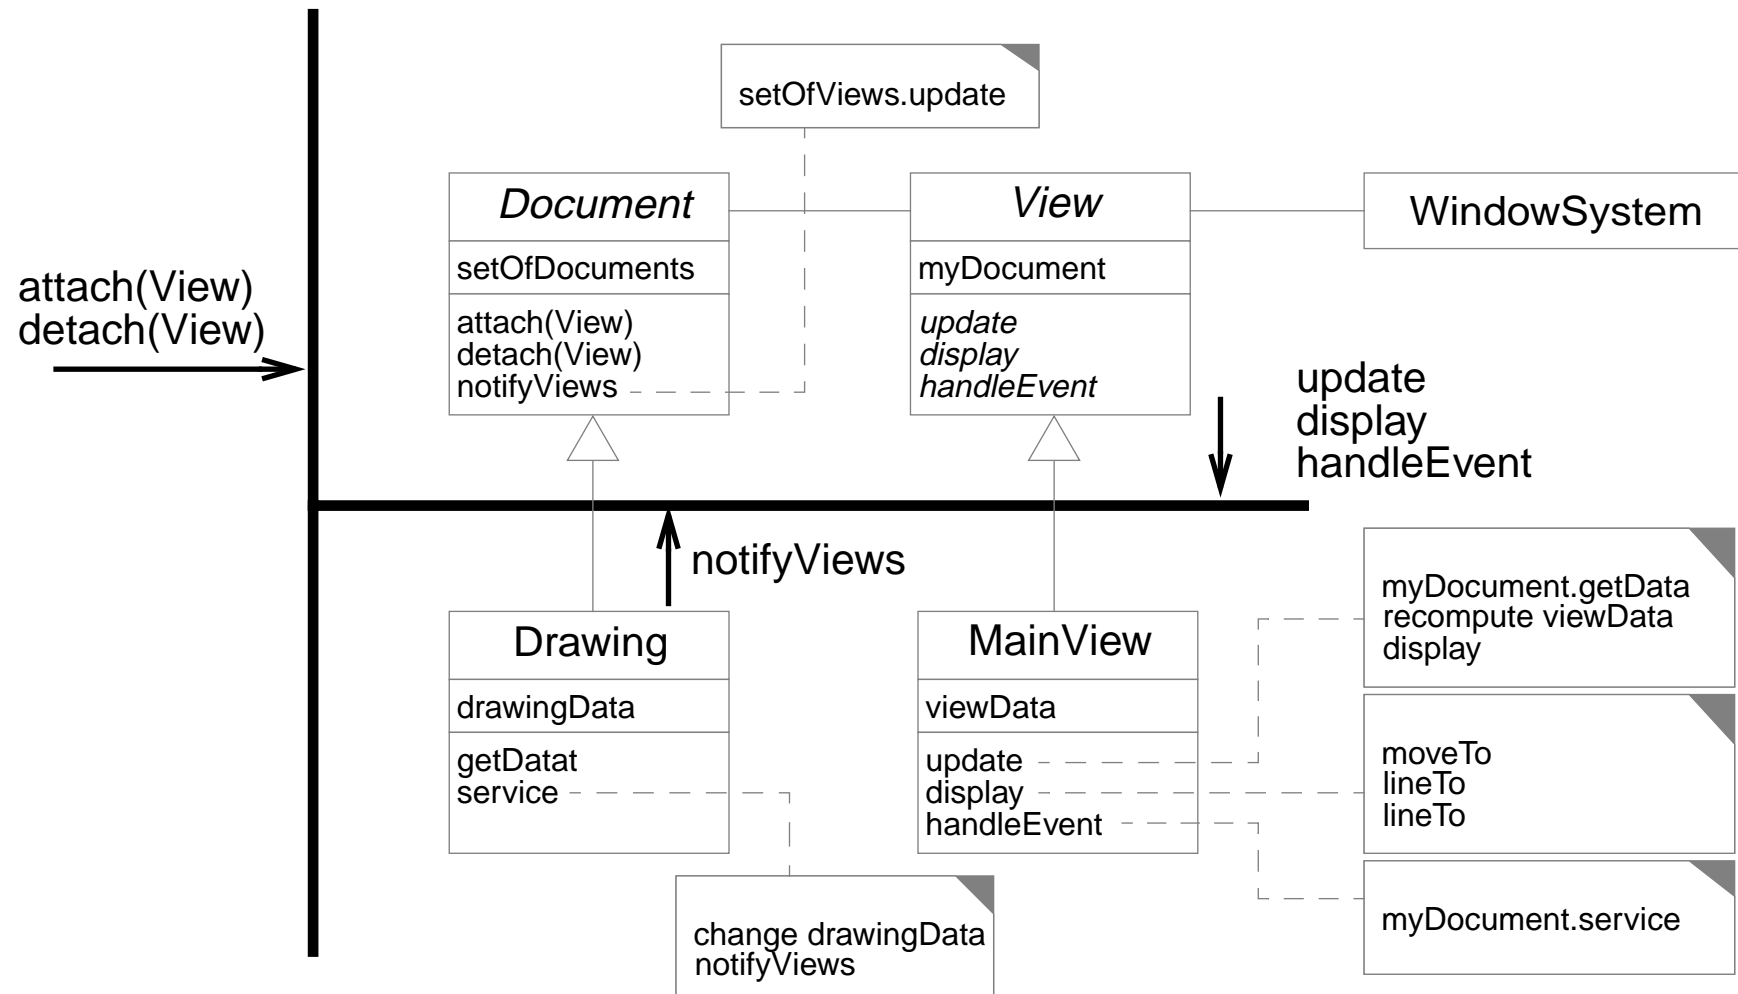 setOfViews.update
Document
View
WindowSystem
setOfDocuments
myDocument
attach(View)
detach(View)
attach(View)
detach(View)
notifyViews
update
display
handleEvent
update
display
handleEvent
notifyViews
Drawing
drawingData
getDatat
service
MainView
viewData
update
display
handleEvent
myDocument.getData
recompute viewData
display
moveTo
lineTo
lineTo
myDocument.service
change drawingData
notifyViews